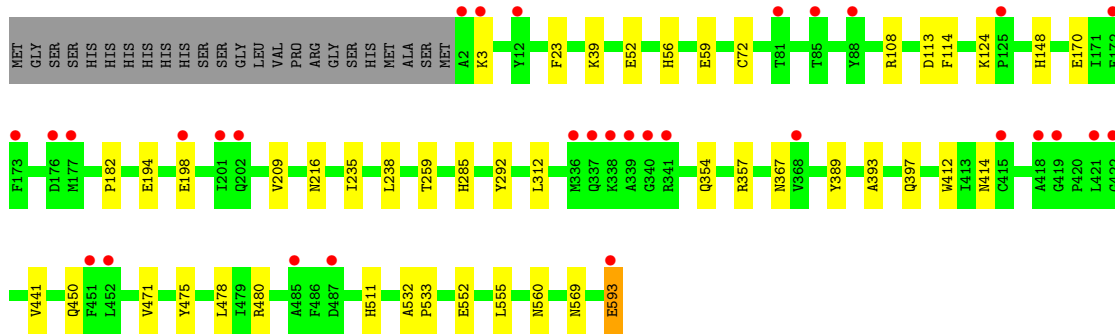 MET GLY SER SER HIS HIS HIS HIS HIS HIS SER SER GLY LEU VAL PRO ARG GLY SER HIS MET ALA SER MET A2 K3 Y12 F23 K39 E52 H56 E59 C72 T81 T85 Y88 R108 D113 F114 K124 P125 H148 E170 I171
F173 D176 M177 P182 E194 E198 I201 Q202 V209 N216 I235 L238 T259 H285 Y292 L312 M336 Q337 K338 A339 G340 R341 Q354 R357 N367 V368 Y389 A393 Q397 W412 I413 N414 C415 A418 G419 P420 L421
V441 Q450 F451 L452 V471 Y475 L478 I479 R480 A485 F486 D487 H511 A532 P533 E552 L555 N560 N569 E593